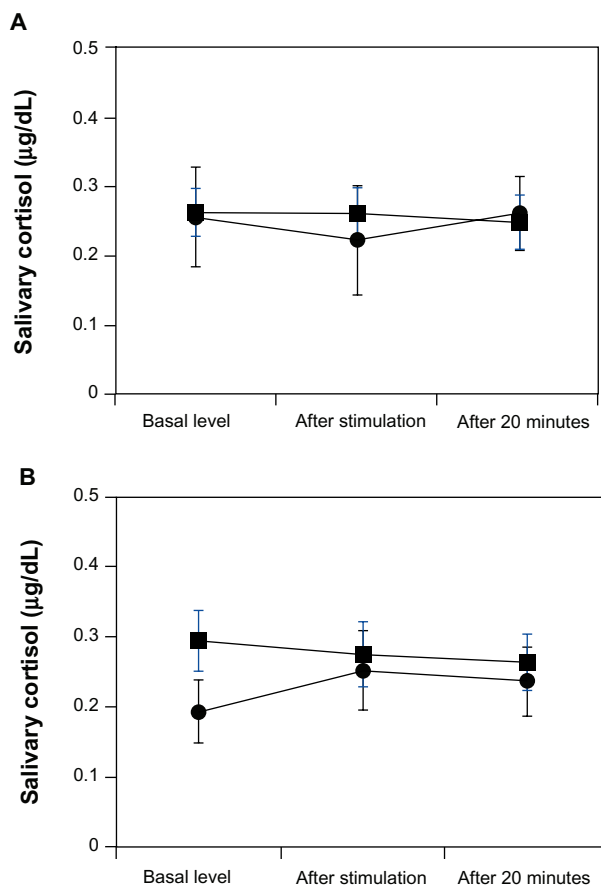 A
Salivary cortisol (μg/dL)
0.5
0.4
0.3
0.2
0.1
0
Basal level
After stimulation
After 20 minutes
B
Salivary cortisol (μg/dL)
0.5
0.4
0.3
0.2
0.1
0
Basal level
After stimulation
After 20 minutes